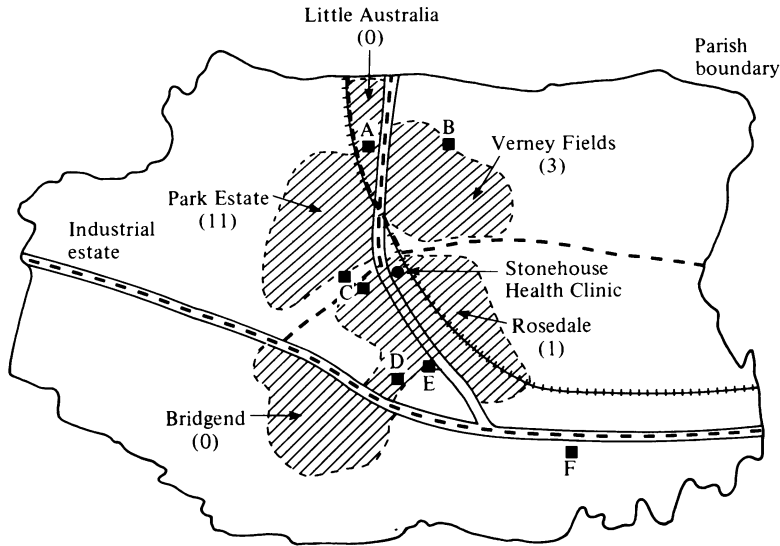 Little Australia
(0)
Parish
boundary
A
B
Verney Fields
(3)
Park Estate
(11)
Industrial
estate
Stonehouse
Health Clinic
C
Rosedale
(1)
D
E
Bridgend
(0)
F